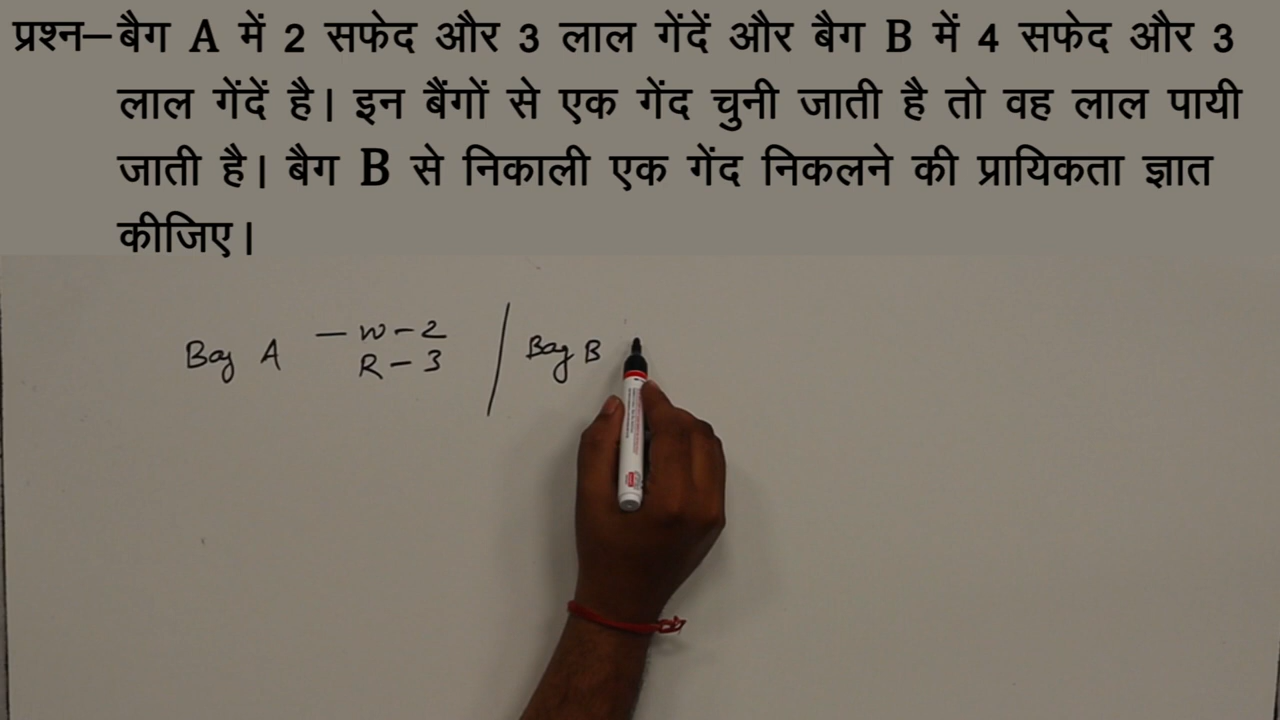 प्रश्न–बैग A में 2 सफेद और 3 लाल गेंदें और बैग B में 4 सफेद और 3
लाल गेंदें है। इन बैंगों से एक गेंद चुनी जाती है तो वह लाल पायी
जाती है। बैग B से निकाली एक गेंद निकलने की प्रायिकता ज्ञात
कीजिए।
Bag A – W – 2 / Bag B
R – 3